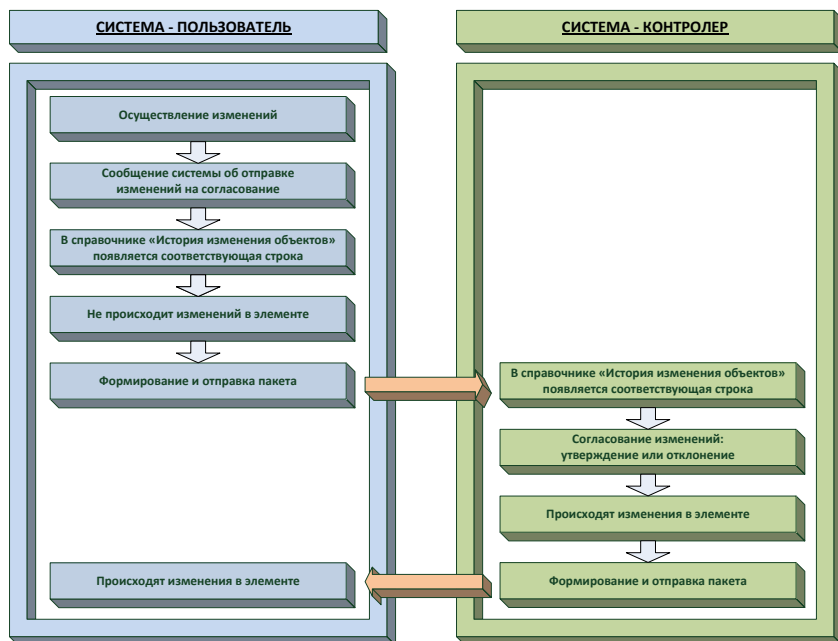 СИСТЕМА - ПОЛЬЗОВАТЕЛЬ
СИСТЕМА - КОНТРОЛЕР
Осуществление изменений
Сообщение системы об отправке
изменений на согласование
В справочнике «История изменения объектов»
появляется соответствующая строка
Не происходит изменений в элементе
Формирование и отправка пакета
В справочнике «История изменения объектов»
появляется соответствующая строка
Согласование изменений:
утверждение или отклонение
Происходят изменения в элементе
Формирование и отправка пакета
Происходят изменения в элементе